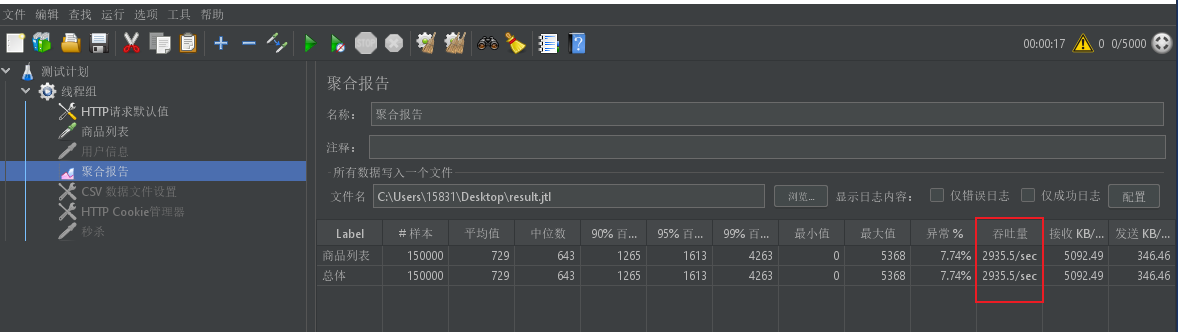 文件 编辑 查找 运行 选项 工具 帮助
00:00:17 0 0/5000
测试计划
线程组
HTTP请求默认值
商品列表
用户信息
聚合报告
CSV 数据文件设置
HTTP Cookie管理器
秒杀
聚合报告
名称： 聚合报告
注释：
所有数据写入一个文件
文件名 C:\Users\15831\Desktop\result.jtl 浏览... 显示日志内容： 仅错误日志 仅成功日志 配置
Label # 样本 平均值 中位数 90% 百... 95% 百... 99% 百... 最小值 最大值 异常 % 吞吐量 接收 KB/... 发送 KB/...
商品列表 150000 729 643 1265 1613 4263 0 5368 7.74% 2935.5/sec 5092.49 346.46
总体 150000 729 643 1265 1613 4263 0 5368 7.74% 2935.5/sec 5092.49 346.46